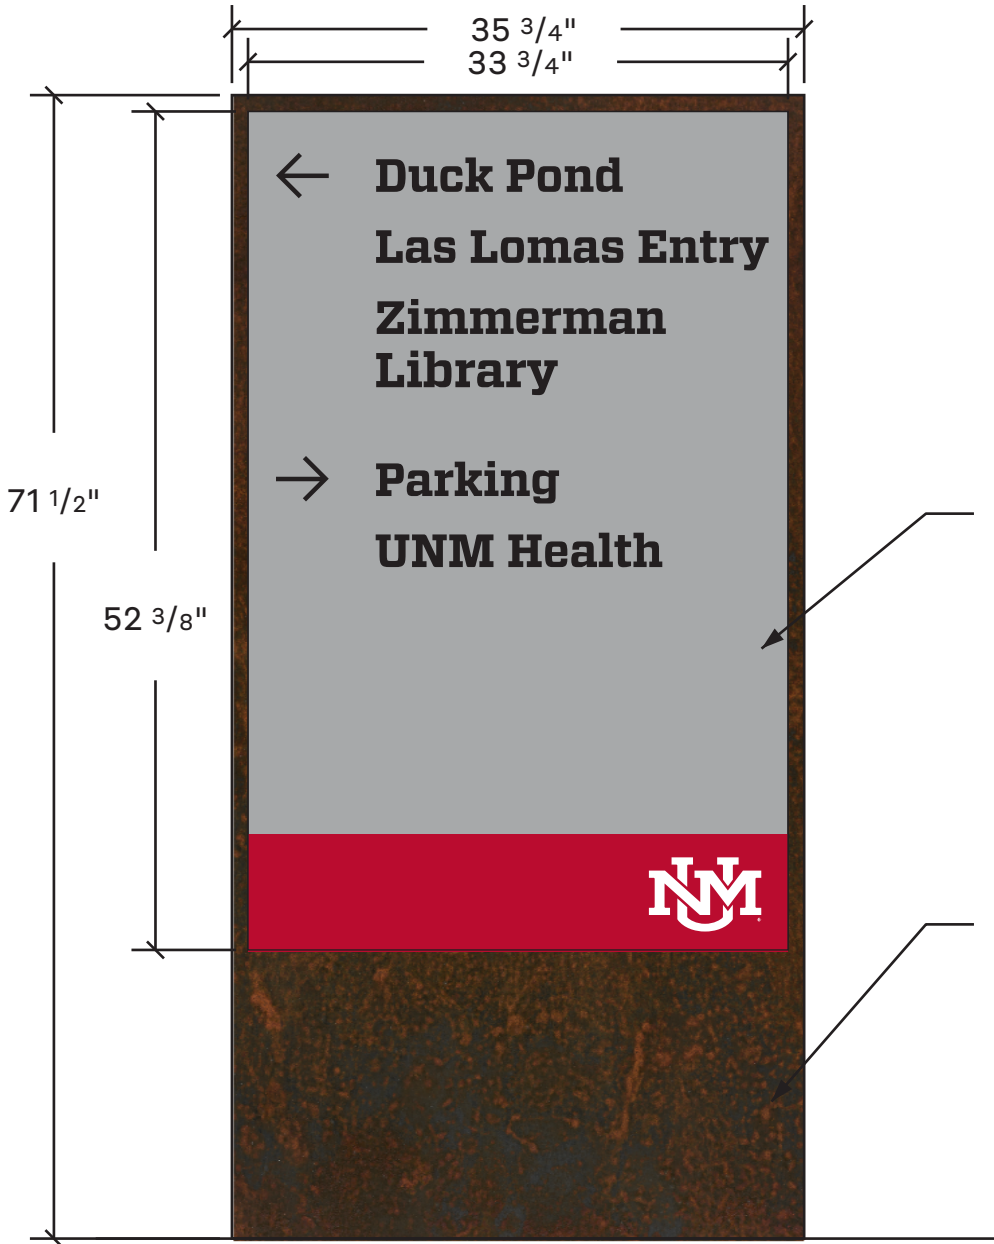 35 3/4"
33 3/4"
Duck Pond
Las Lomas Entry
Zimmerman
Library
71 1/2"
Parking
UNM Health
52 3/8"
NUM
®